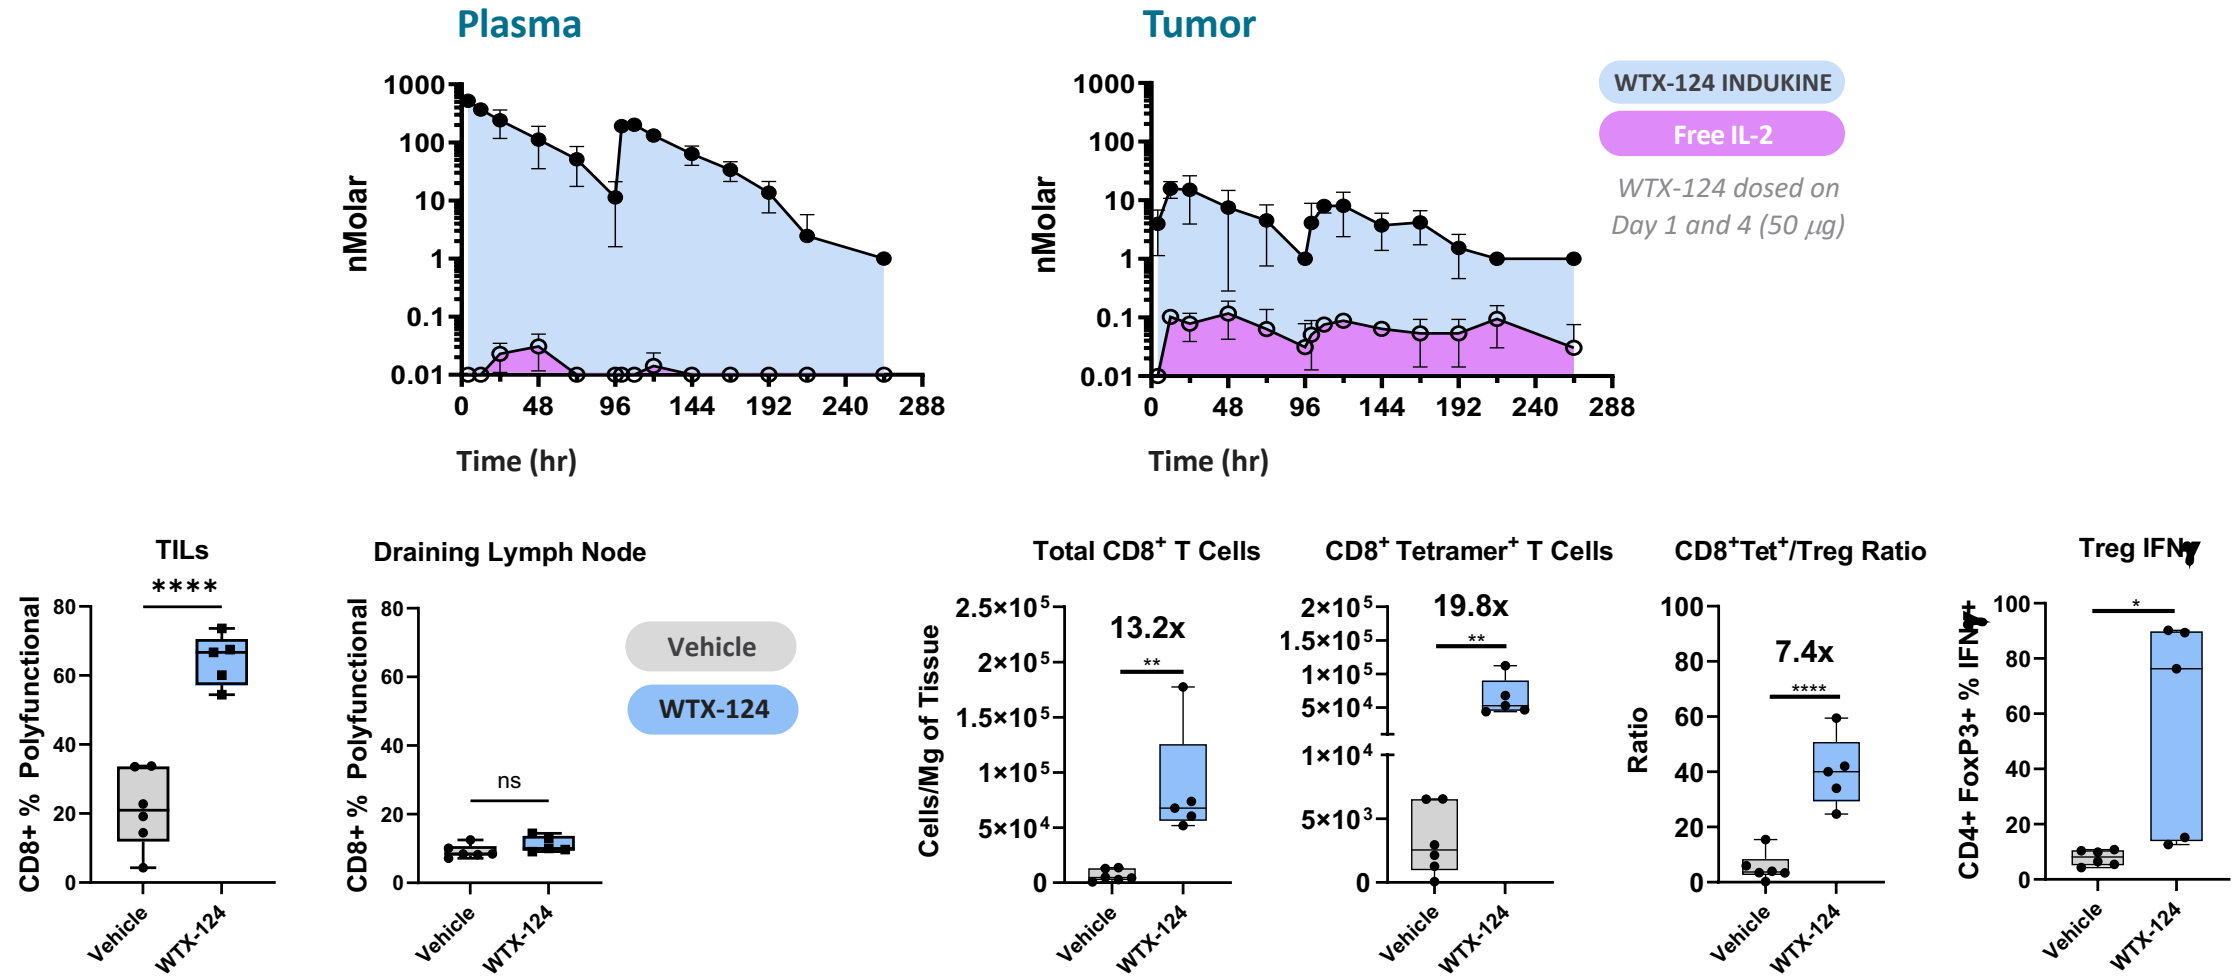 Plasma
Tumor
1000
100
10
1
0.1
0.01
nMolar
0 48 96 144 192 240 288
Time (hr)
1000
100
10
1
0.1
0.01
nMolar
0 48 96 144 192 240 288
Time (hr)
WTX-124 INDUKINE
Free IL-2
WTX-124 dosed on
Day 1 and 4 (50 μg)
TILs
****
CD8+ % Polyfunctional
80
60
40
20
0
Vehicle
WTX-124
Draining Lymph Node
ns
CD8+ % Polyfunctional
80
60
40
20
0
Vehicle
WTX-124
Vehicle
WTX-124
Total CD8⁺ T Cells
13.2x
**
Cells/Mg of Tissue
2.5×10⁵
2×10⁵
1.5×10⁵
1×10⁵
5×10⁴
0
Vehicle
WTX-124
CD8⁺ Tetramer⁺ T Cells
19.8x
**
2×10⁵
1.5×10⁵
1×10⁵
5×10⁴
1×10⁴
5×10³
0
Vehicle
WTX-124
CD8⁺Tet⁺/Treg Ratio
7.4x
****
Ratio
100
80
60
40
20
0
Vehicle
WTX-124
Treg IFNγ
*
CD4+ FoxP3+ % IFNγ+
100
80
60
40
20
0
Vehicle
WTX-124